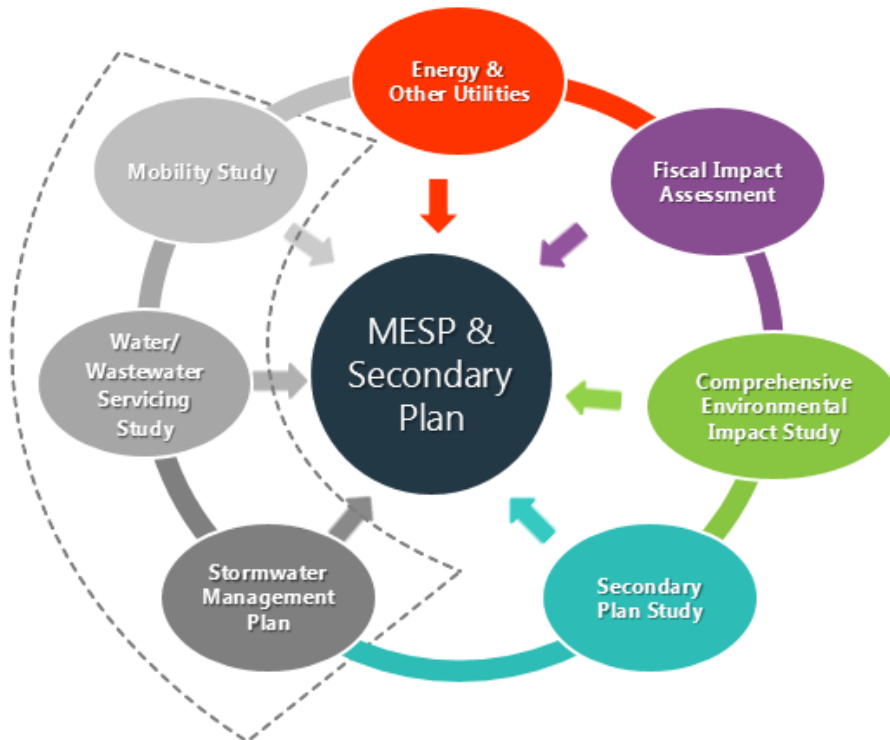 Energy &
Other Utilities
Fiscal Impact
Assessment
Comprehensive
Environmental
Impact Study
Secondary
Plan Study
Stormwater
Management
Plan
Water/
Wastewater
Servicing
Study
Mobility Study
MESP &
Secondary
Plan